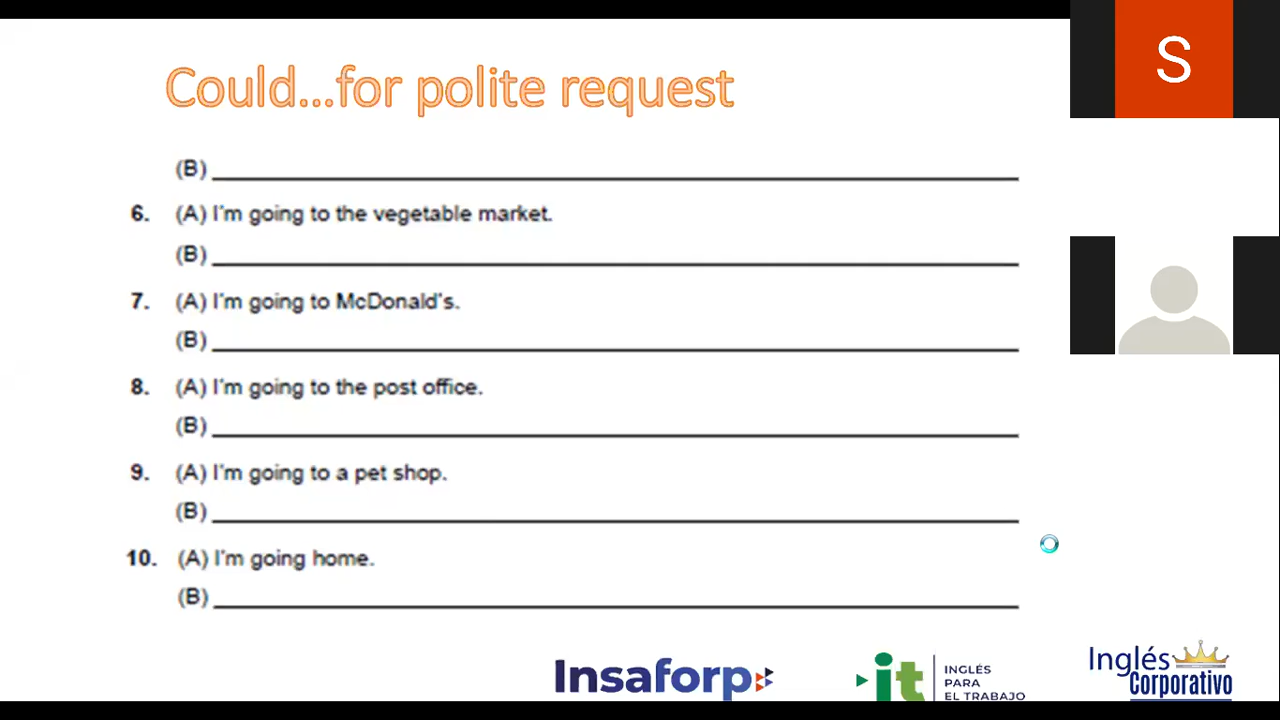 Could...for polite request
S
(B)
6. (A) I'm going to the vegetable market.
(B)
7. (A) I'm going to McDonald's.
(B)
8. (A) I'm going to the post office.
(B)
9. (A) I'm going to a pet shop.
(B)
10. (A) I'm going home.
(B)
Insaforp
it
INGLÉS
PARA
EL TRABAJO
Inglés
Corporativo